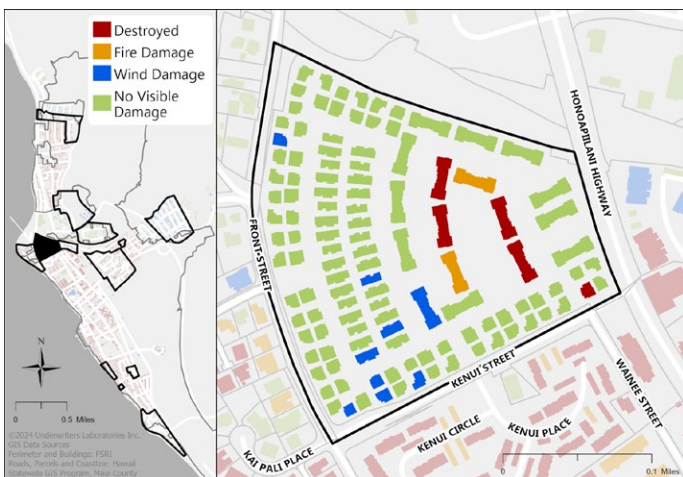 Destroyed
Fire Damage
Wind Damage
No Visible
Damage
N
0 0.5 Miles
©2024 Underwriters Laboratories Inc.
GIS Data Sources
Perimeter and Buildings: FSRI
Roads, Parcels and Coastline: Hawaii
Statewide GIS Program, Maui County
HONOAPIILANI HIGHWAY
FRONT STREET
KENUI STREET
WAINEE STREET
KENUI PLACE
KENUI CIRCLE
KAI PALI PLACE
0 0.1 Miles